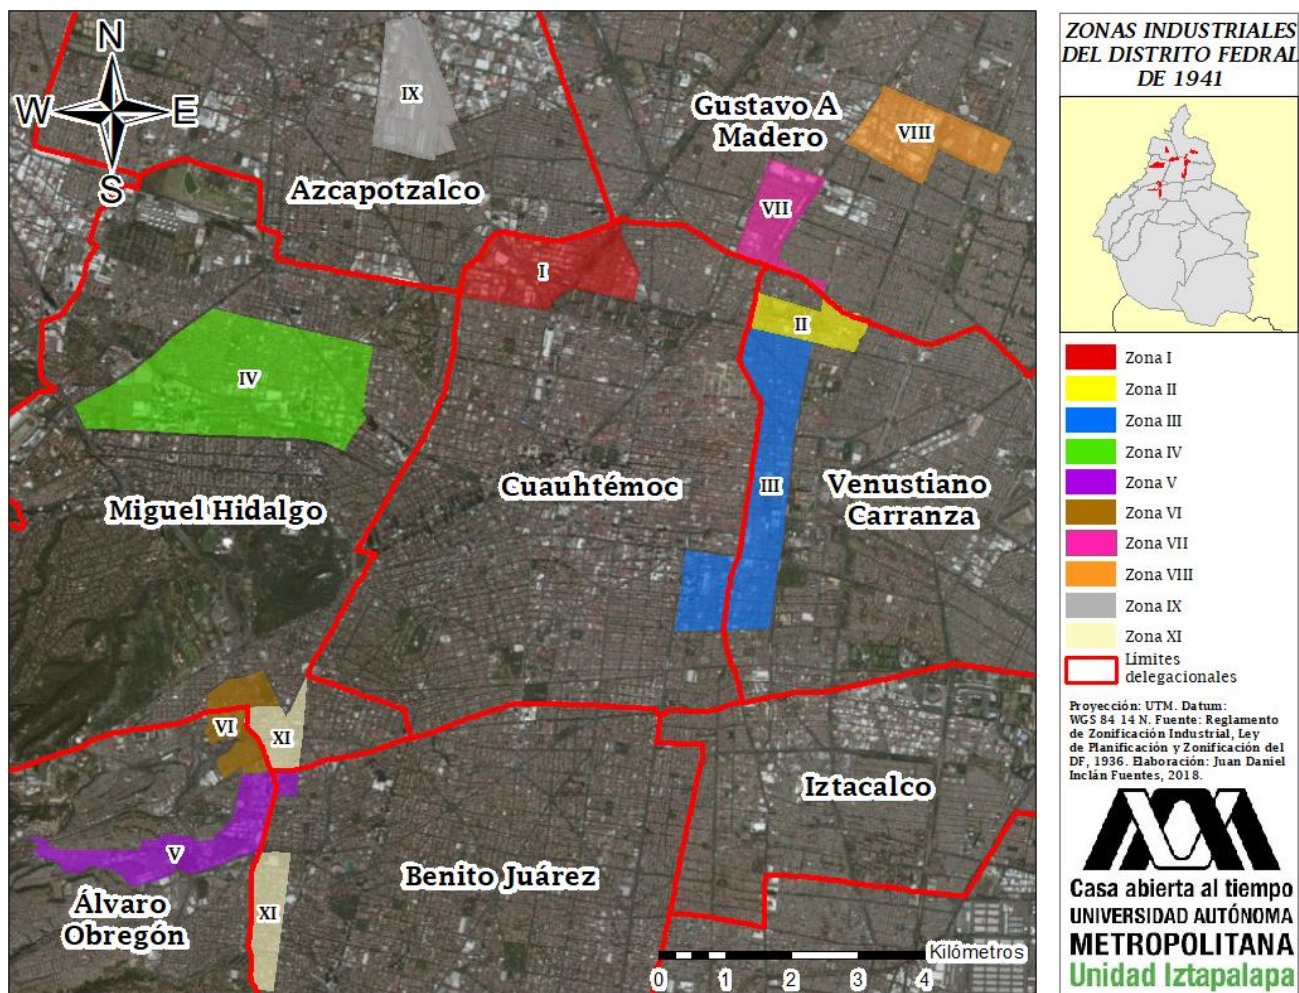 N
W E
S
IX
Gustavo A
Madero
VIII
Azcapotzalco
VII
I
II
IV
Cuauhtémoc
III
Venustiano
Carranza
Miguel Hidalgo
VI
XI
Iztacalco
V
Benito Juárez
Álvaro
Obregón
XI
Kilómetros
0 1 2 3 4
ZONAS INDUSTRIALES
DEL DISTRITO FEDRAL
DE 1941
Zona I
Zona II
Zona III
Zona IV
Zona V
Zona VI
Zona VII
Zona VIII
Zona IX
Zona XI
Límites
delegacionales
Proyección: UTM. Datum:
WGS 84 14 N. Fuente: Reglamento
de Zonificación Industrial, Ley
de Planificación y Zonificación del
DF, 1936. Elaboración: Juan Daniel
Inclán Fuentes, 2018.
Casa abierta al tiempo
UNIVERSIDAD AUTÓNOMA
METROPOLITANA
Unidad Iztapalapa